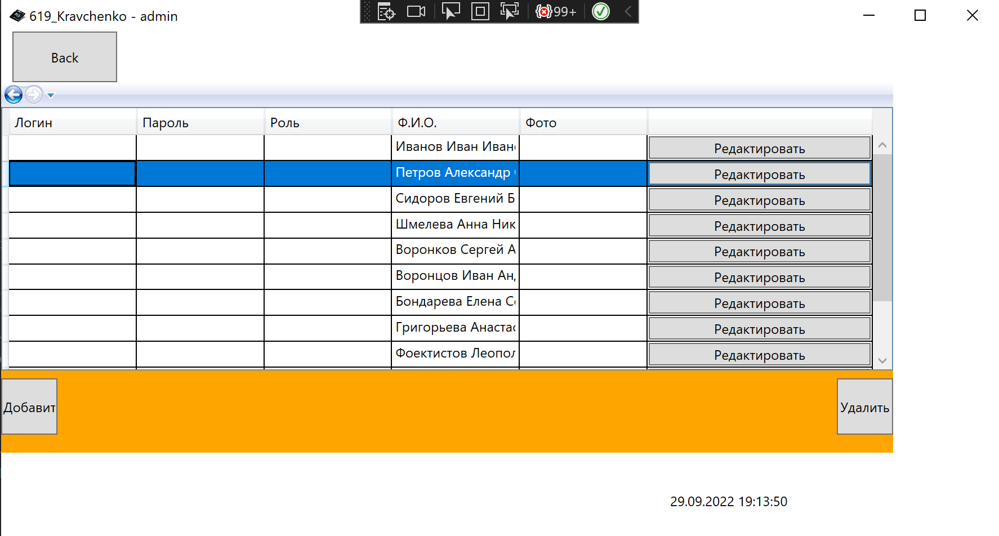 619_Kravchenko - admin
99+
Back
Логин Пароль Роль Ф.И.О. Фото
Иванов Иван Иван Редактировать
Петров Александр Редактировать
Сидоров Евгений Б Редактировать
Шмелева Анна Ник Редактировать
Воронков Сергей А Редактировать
Воронцов Иван Ан Редактировать
Бондарева Елена С Редактировать
Григорьева Анаста Редактировать
Фоектистов Леопол Редактировать
Добавит Удалить
29.09.2022 19:13:50